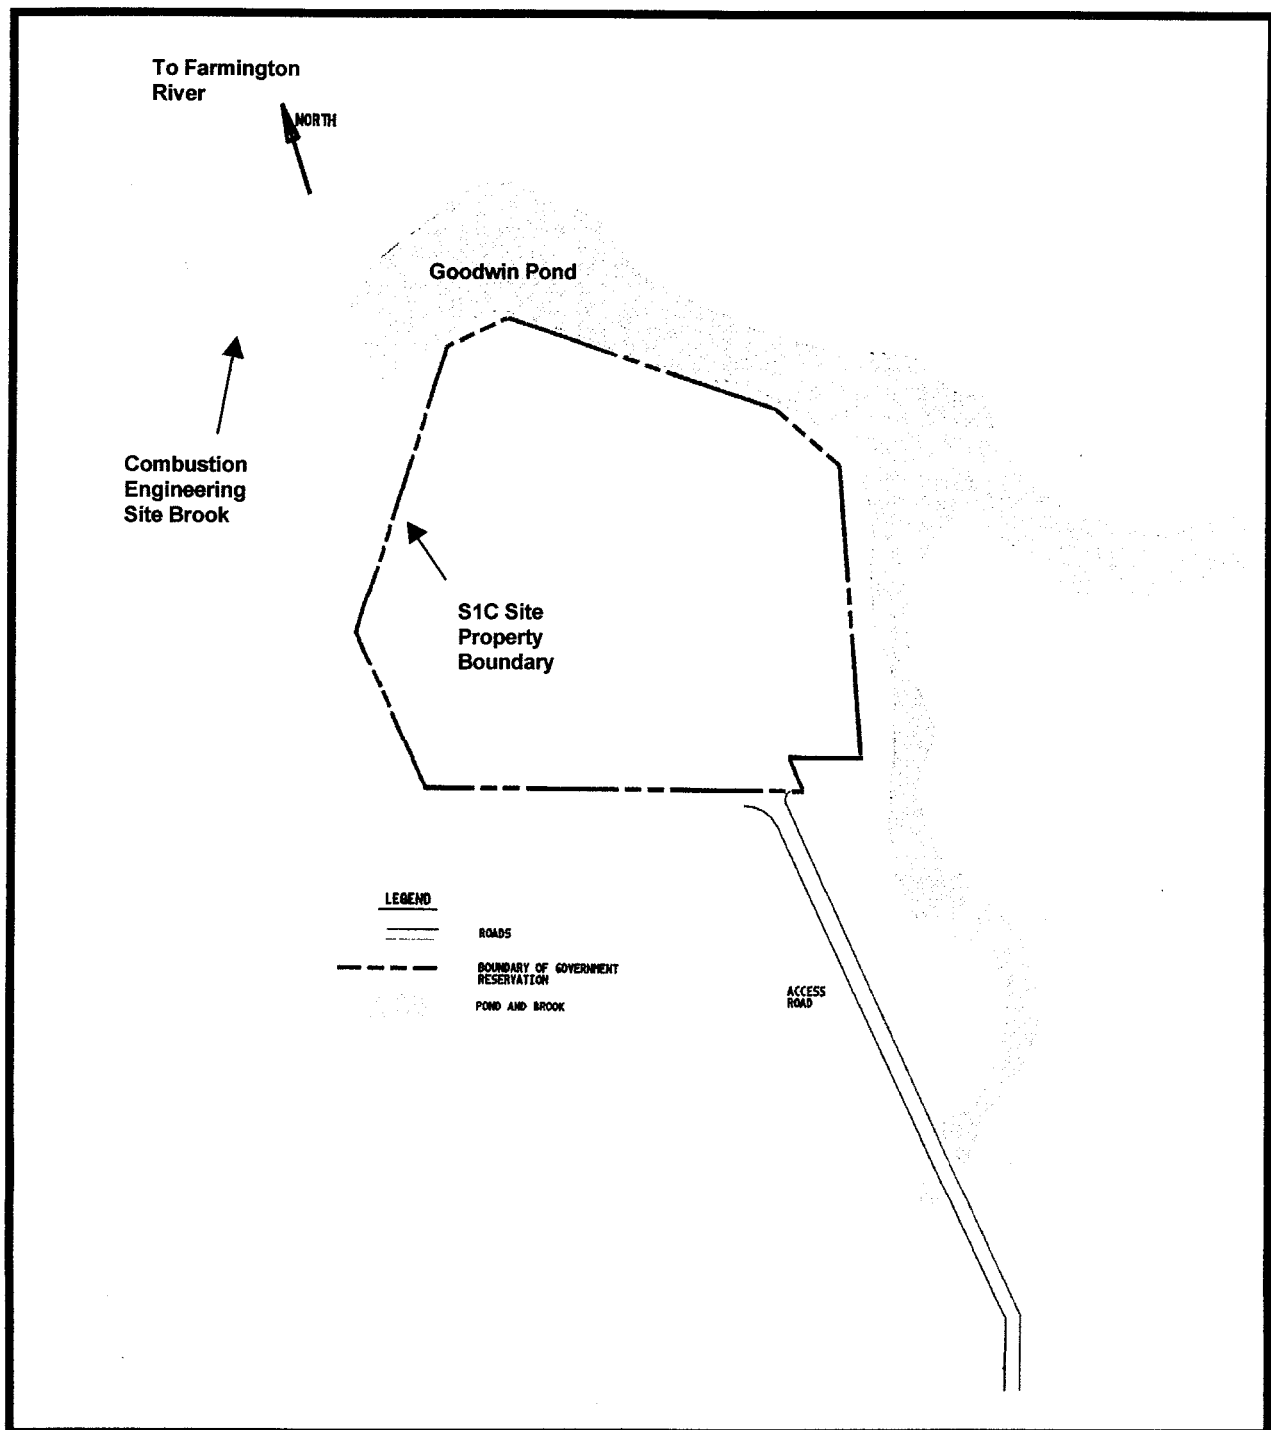 To Farmington
River
NORTH
Goodwin Pond
Combustion
Engineering
Site Brook
S1C Site
Property
Boundary
LEGEND
ROADS
BOUNDARY OF GOVERNMENT
RESERVATION
POND AND BROOK
ACCESS
ROAD